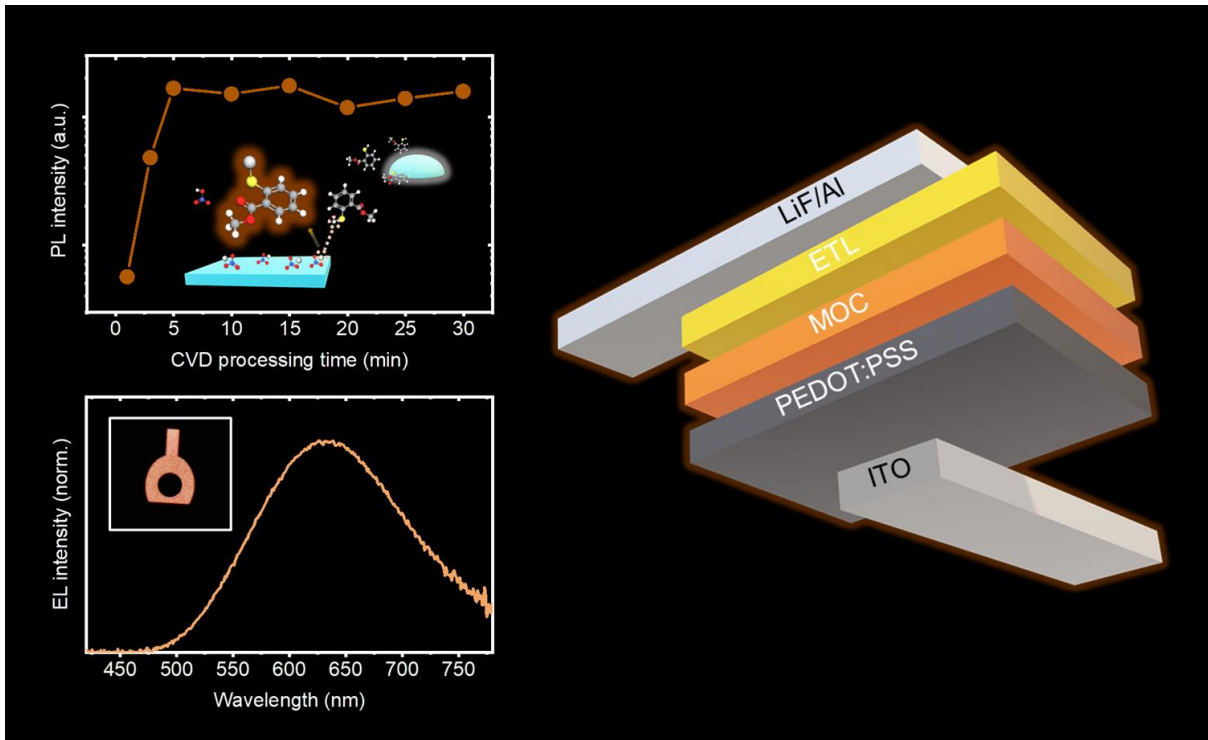 PL intensity (a.u.)
0 5 10 15 20 25 30
CVD processing time (min)
EL intensity (norm.)
450 500 550 600 650 700 750
Wavelength (nm)
LiF/Al
ETL
MOC
PEDOT:PSS
ITO